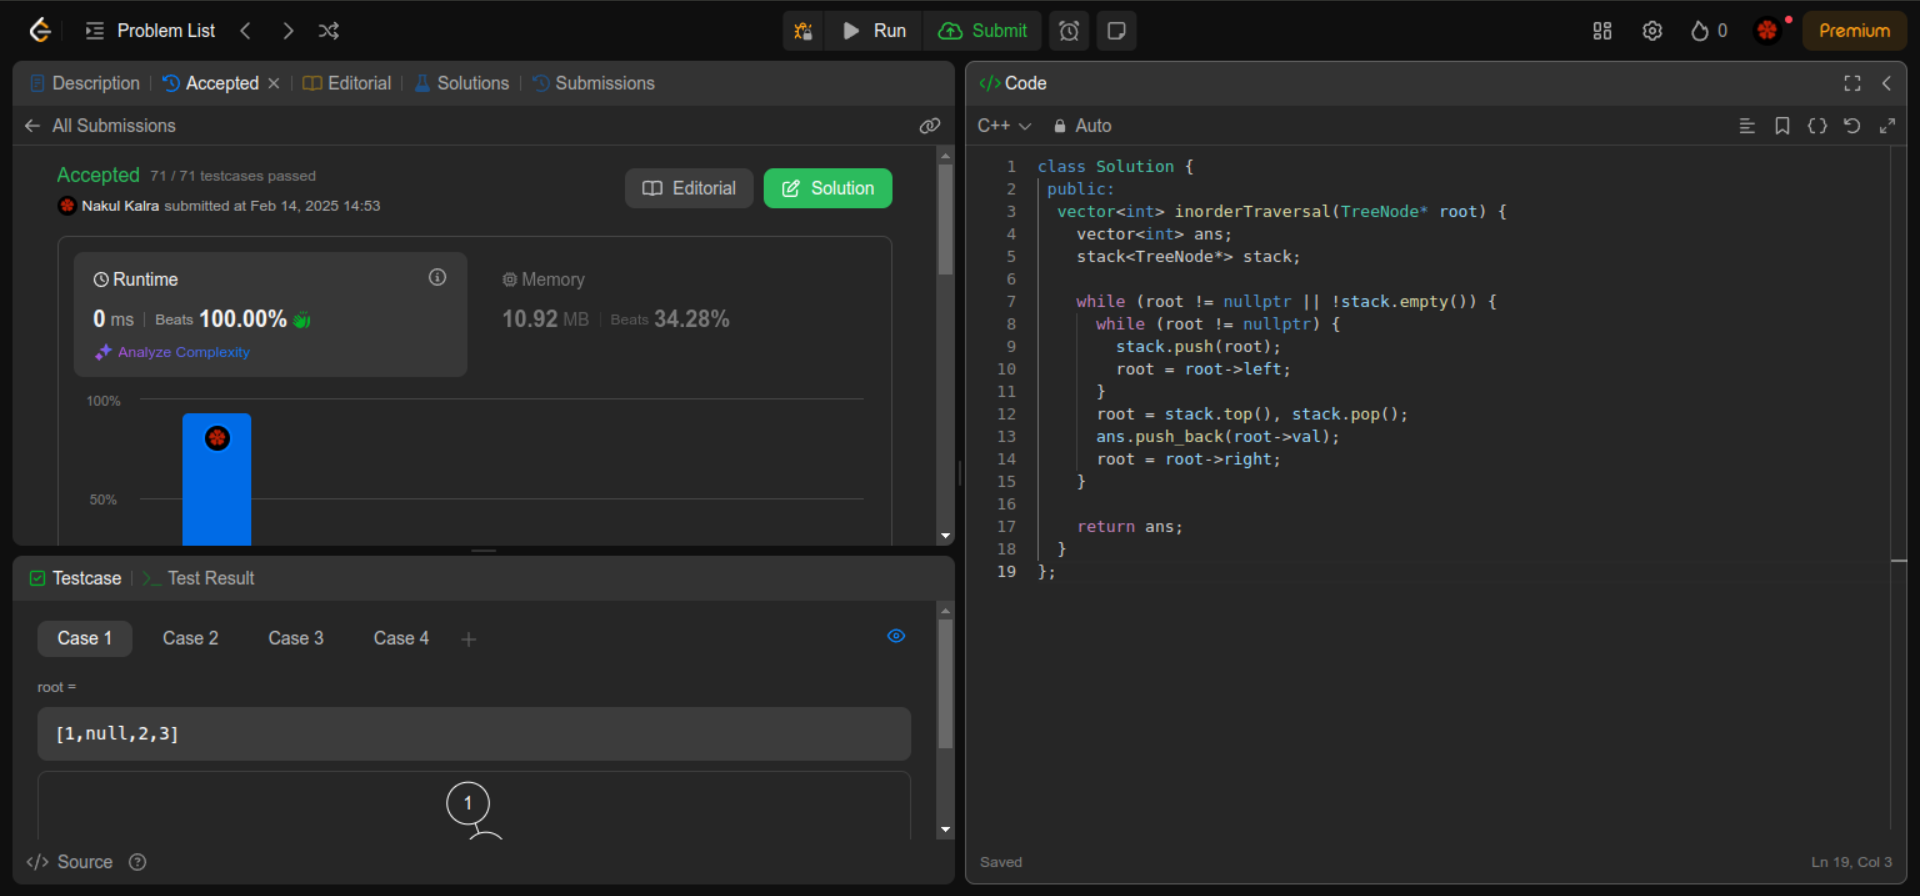 Problem List
Run
Submit
0
Premium
Description
Accepted
Editorial
Solutions
Submissions
All Submissions
Accepted 71 / 71 testcases passed
Nakul Kalra submitted at Feb 14, 2025 14:53
Editorial
Solution
Runtime
0 ms Beats 100.00%
Analyze Complexity
Memory
10.92 MB Beats 34.28%
100%
50%
Testcase
>_ Test Result
Case 1
Case 2
Case 3
Case 4
+
root =
[1,null,2,3]
1
</> Source
</> Code
C++
Auto
1 class Solution {
2 public:
3 vector<int> inorderTraversal(TreeNode* root) {
4 vector<int> ans;
5 stack<TreeNode*> stack;
6
7 while (root != nullptr || !stack.empty()) {
8 while (root != nullptr) {
9 stack.push(root);
10 root = root->left;
11 }
12 root = stack.top(), stack.pop();
13 ans.push_back(root->val);
14 root = root->right;
15 }
16
17 return ans;
18 }
19 };
Saved
Ln 19, Col 3